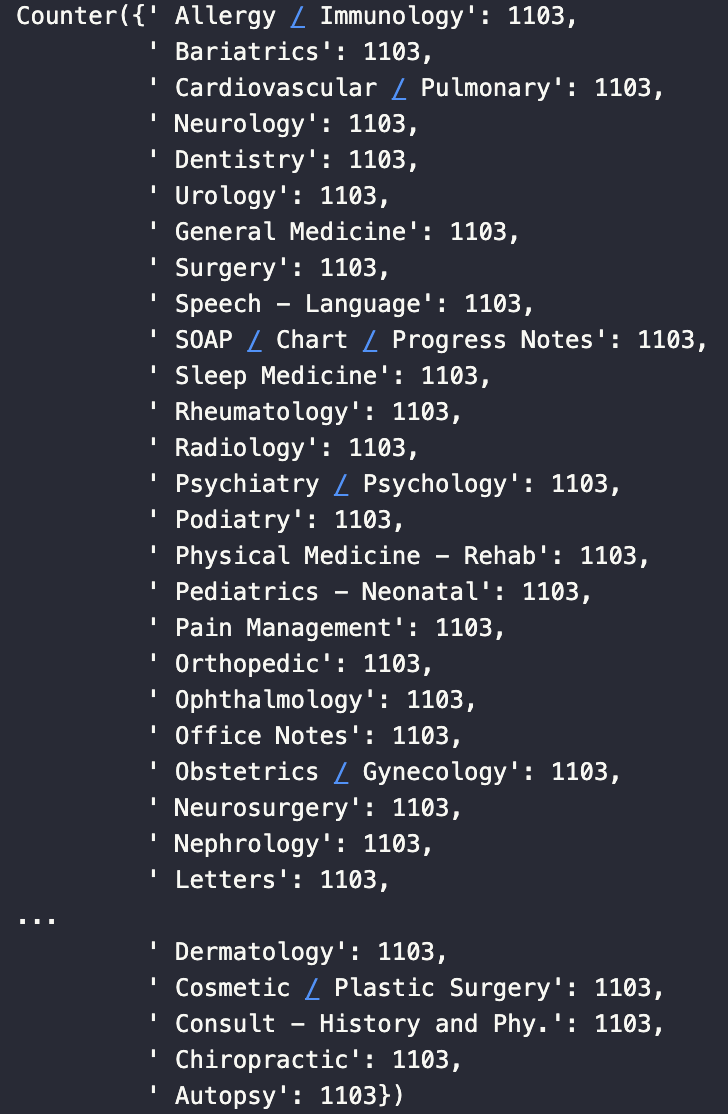 Counter({' Allergy / Immunology': 1103,
' Bariatrics': 1103,
' Cardiovascular / Pulmonary': 1103,
' Neurology': 1103,
' Dentistry': 1103,
' Urology': 1103,
' General Medicine': 1103,
' Surgery': 1103,
' Speech - Language': 1103,
' SOAP / Chart / Progress Notes': 1103,
' Sleep Medicine': 1103,
' Rheumatology': 1103,
' Radiology': 1103,
' Psychiatry / Psychology': 1103,
' Podiatry': 1103,
' Physical Medicine - Rehab': 1103,
' Pediatrics - Neonatal': 1103,
' Pain Management': 1103,
' Orthopedic': 1103,
' Ophthalmology': 1103,
' Office Notes': 1103,
' Obstetrics / Gynecology': 1103,
' Neurosurgery': 1103,
' Nephrology': 1103,
' Letters': 1103,
...
' Dermatology': 1103,
' Cosmetic / Plastic Surgery': 1103,
' Consult - History and Phy.': 1103,
' Chiropractic': 1103,
' Autopsy': 1103})